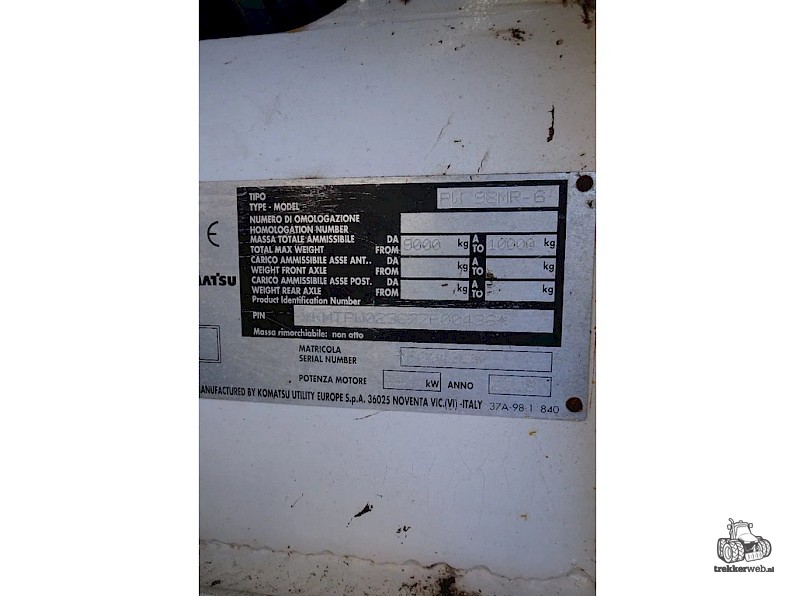 TIPO
TYPE - MODEL PW 98MR-6
NUMERO DI OMOLOGAZIONE
HOMOLOGATION NUMBER
MASSA TOTALE AMMISSIBILE DA 9000 kg A 10000 kg
TOTAL MAX WEIGHT FROM TO
CARICO AMMISSIBILE ASSE ANT.. DA kg A kg
WEIGHT FRONT AXLE FROM TO
CARICO AMMISSIBILE ASSE POST. DA kg A kg
WEIGHT REAR AXLE FROM TO
Product Identification Number
PIN
Massa rimorchiabile: non atto
CE
MATSU
MATRICOLA
SERIAL NUMBER
POTENZA MOTORE kW ANNO
MANUFACTURED BY KOMATSU UTILITY EUROPE S.p.A. 36025 NOVENTA VIC.(VI) -ITALY 37A-98-1 840
trekkerweb.nl